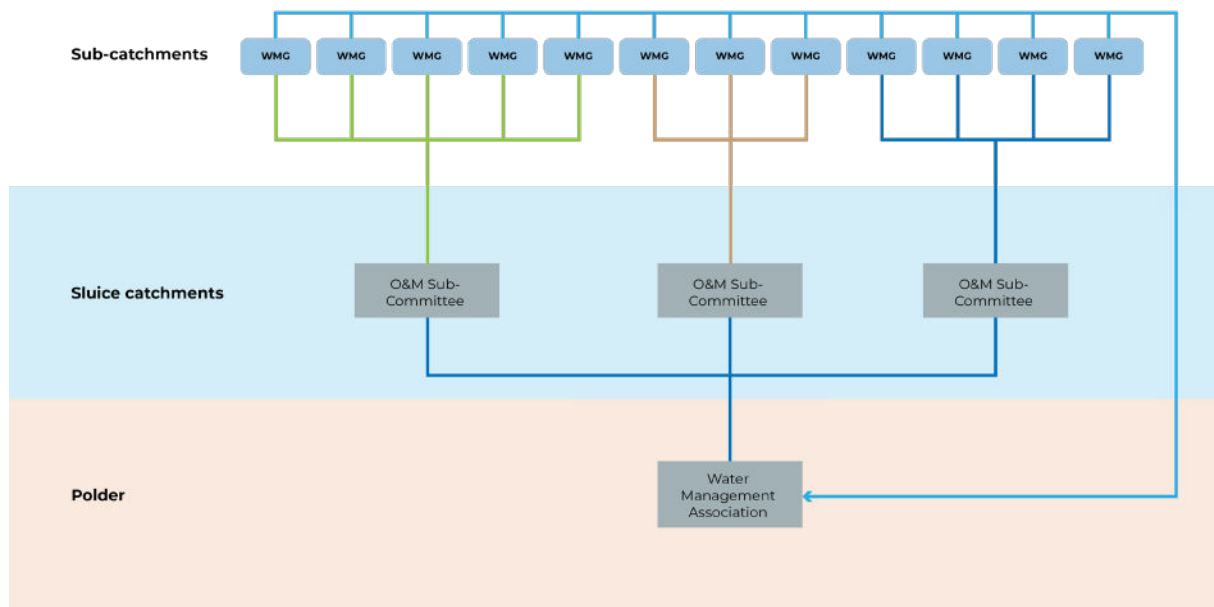 Sub-catchments
WMG WMG WMG WMG WMG WMG WMG WMG WMG WMG WMG WMG
Sluice catchments
O&M Sub-
Committee
O&M Sub-
Committee
O&M Sub-
Committee
Polder
Water
Management
Association